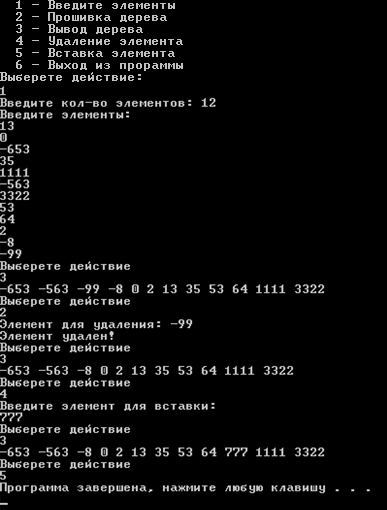 1 - Введите элементы
2 - Прошивка дерева
3 - Вывод дерева
4 - Удаление элемента
5 - Вставка элемента
6 - Выход из прораммы
Выберете действие:
1
Введите кол-во элементов: 12
Введите элементы:
13
0
-653
35
1111
-563
3322
53
64
2
-8
-99
Выберете действие
3
-653 -563 -99 -8 0 2 13 35 53 64 1111 3322
Выберете действие
2
Элемент для удаления: -99
Элемент удален!
Выберете действие
3
-653 -563 -8 0 2 13 35 53 64 1111 3322
Выберете действие
4
Введите элемент для вставки:
777
Выберете действие
3
-653 -563 -8 0 2 13 35 53 64 777 1111 3322
Выберете действие
5
Программа завершена, нажмите любую клавишу . . .